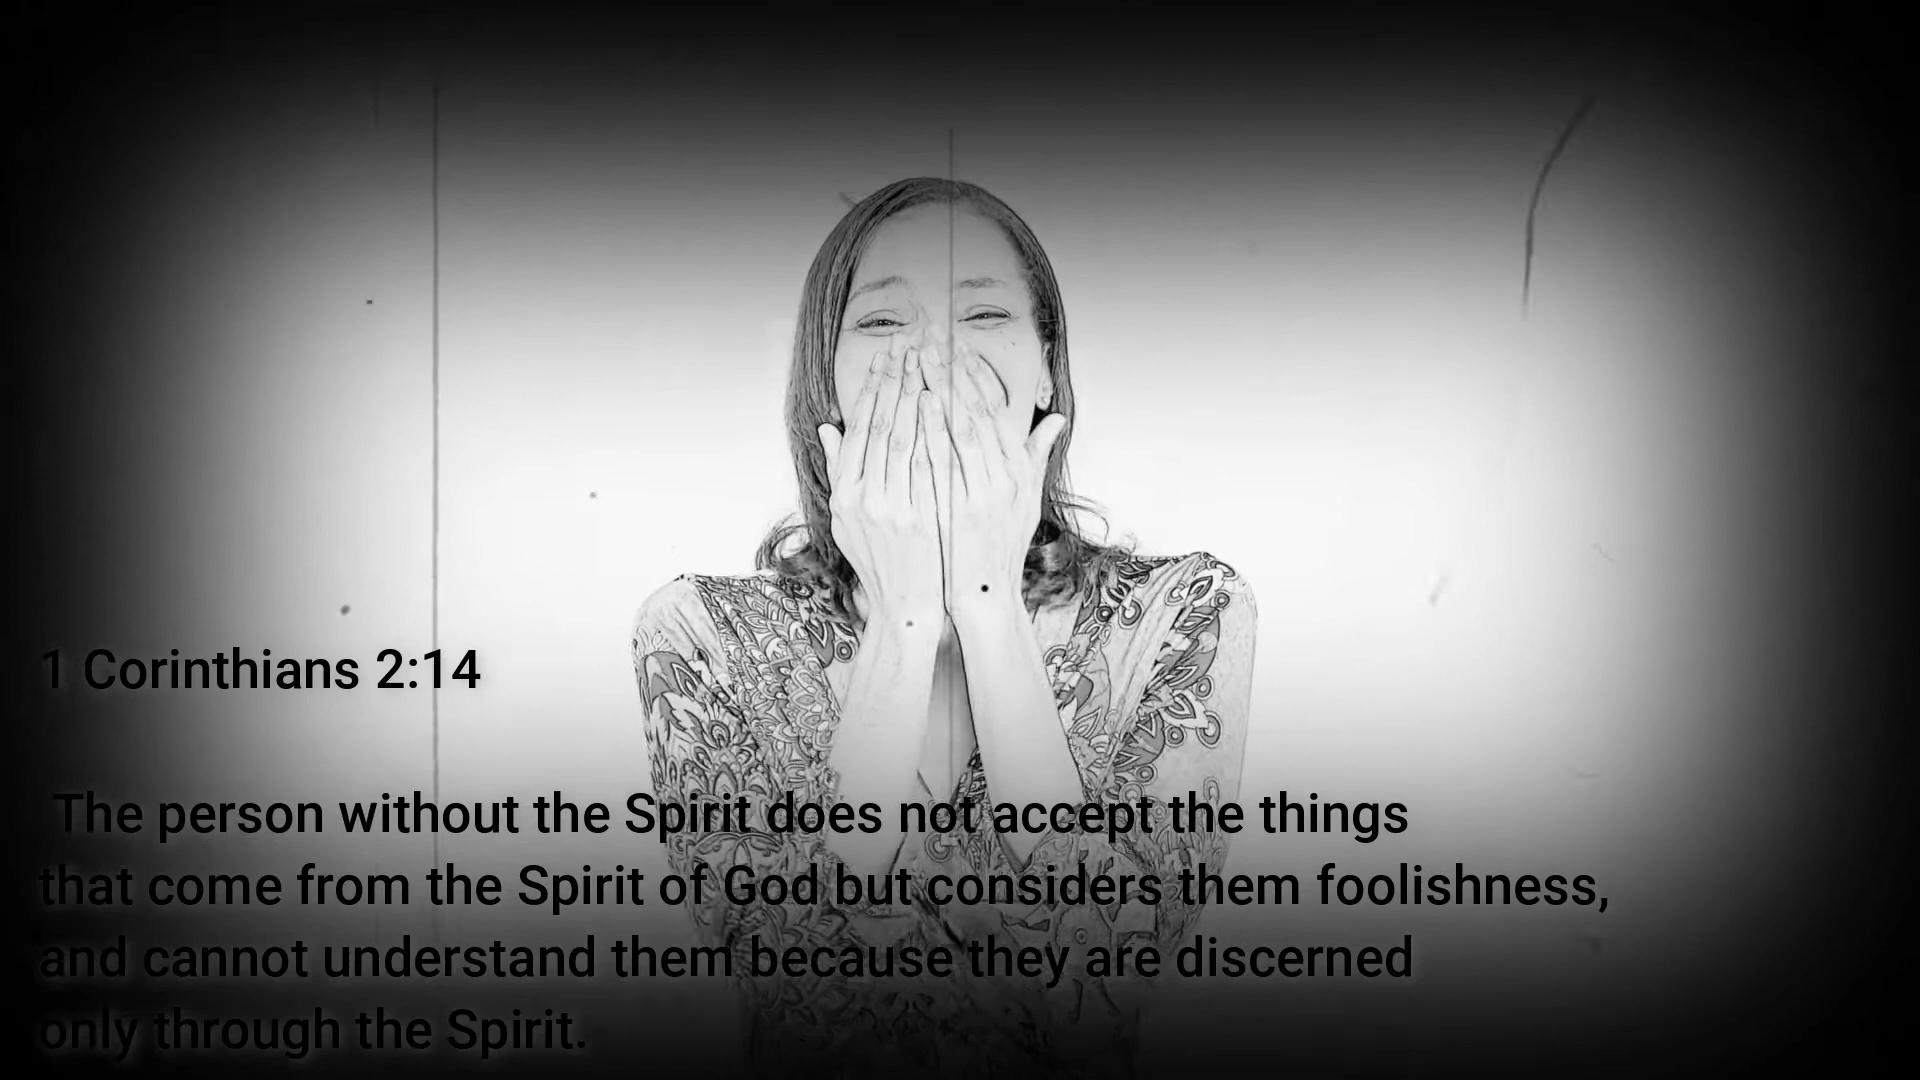 1 Corinthians 2:14
The person without the Spirit does not accept the things
that come from the Spirit of God but considers them foolishness,
and cannot understand them because they are discerned
only through the Spirit.